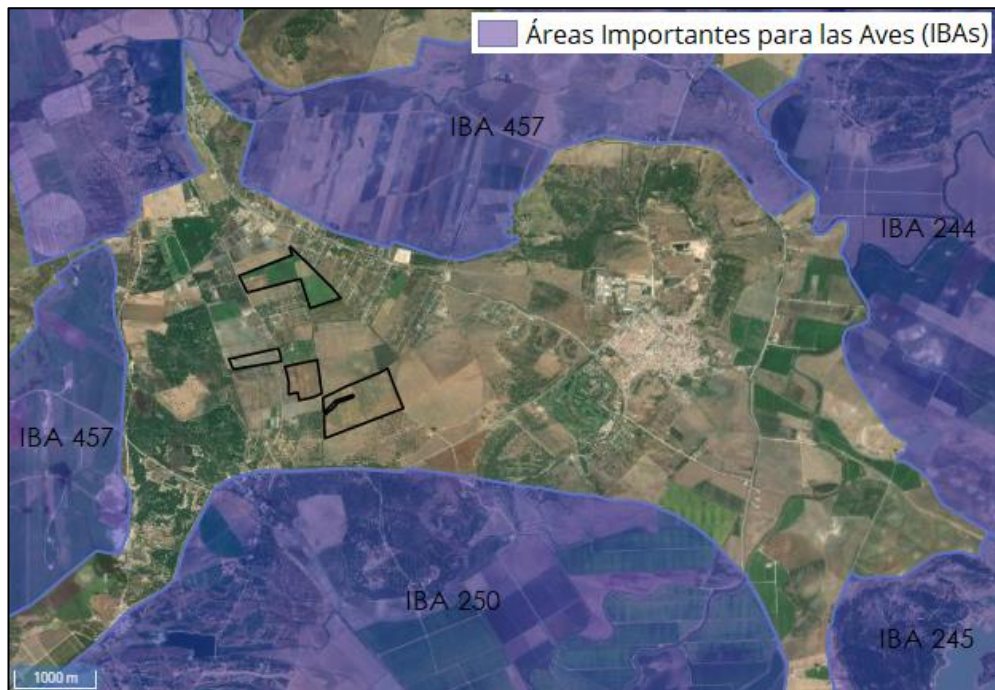 Áreas Importantes para las Aves (IBAs)
IBA 457
IBA 244
IBA 457
IBA 250
IBA 245
1000 m